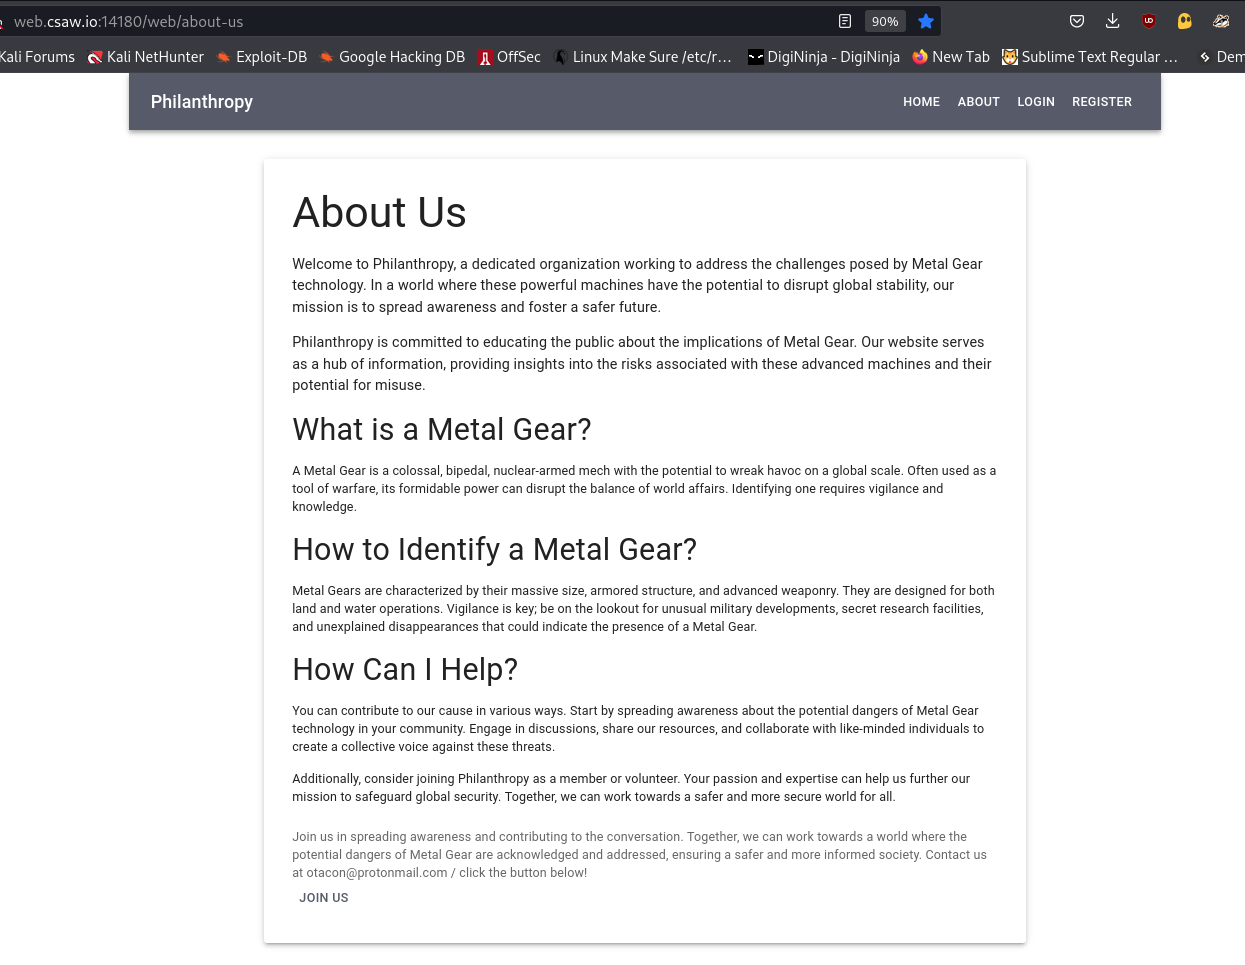 web.csaw.io:14180/web/about-us 90%
Kali Forums Kali NetHunter Exploit-DB Google Hacking DB OffSec Linux Make Sure /etc/r… DigiNinja - DigiNinja New Tab Sublime Text Regular … Dem
Philanthropy HOME ABOUT LOGIN REGISTER
About Us
Welcome to Philanthropy, a dedicated organization working to address the challenges posed by Metal Gear
technology. In a world where these powerful machines have the potential to disrupt global stability, our
mission is to spread awareness and foster a safer future.
Philanthropy is committed to educating the public about the implications of Metal Gear. Our website serves
as a hub of information, providing insights into the risks associated with these advanced machines and their
potential for misuse.
What is a Metal Gear?
A Metal Gear is a colossal, bipedal, nuclear-armed mech with the potential to wreak havoc on a global scale. Often used as a
tool of warfare, its formidable power can disrupt the balance of world affairs. Identifying one requires vigilance and
knowledge.
How to Identify a Metal Gear?
Metal Gears are characterized by their massive size, armored structure, and advanced weaponry. They are designed for both
land and water operations. Vigilance is key; be on the lookout for unusual military developments, secret research facilities,
and unexplained disappearances that could indicate the presence of a Metal Gear.
How Can I Help?
You can contribute to our cause in various ways. Start by spreading awareness about the potential dangers of Metal Gear
technology in your community. Engage in discussions, share our resources, and collaborate with like-minded individuals to
create a collective voice against these threats.
Additionally, consider joining Philanthropy as a member or volunteer. Your passion and expertise can help us further our
mission to safeguard global security. Together, we can work towards a safer and more secure world for all.
Join us in spreading awareness and contributing to the conversation. Together, we can work towards a world where the
potential dangers of Metal Gear are acknowledged and addressed, ensuring a safer and more informed society. Contact us
at otacon@protonmail.com / click the button below!
JOIN US